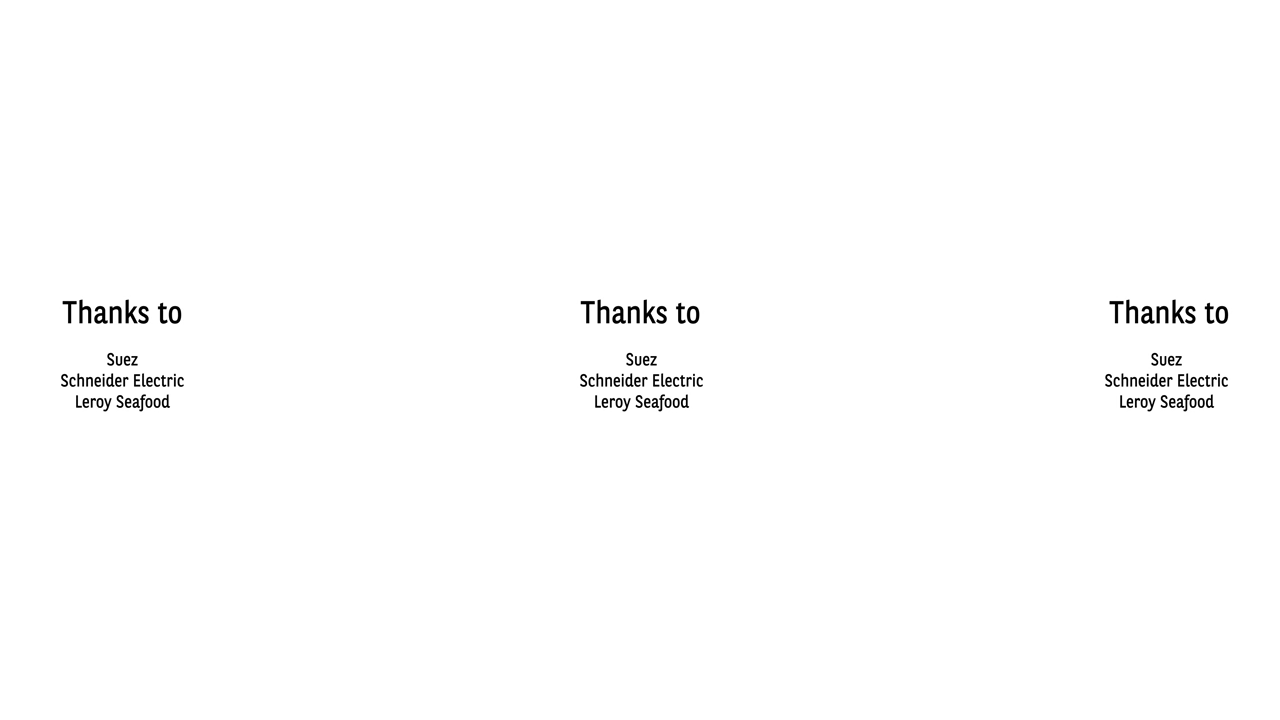 Thanks to
Suez
Schneider Electric
Leroy Seafood
Thanks to
Suez
Schneider Electric
Leroy Seafood
Thanks to
Suez
Schneider Electric
Leroy Seafood